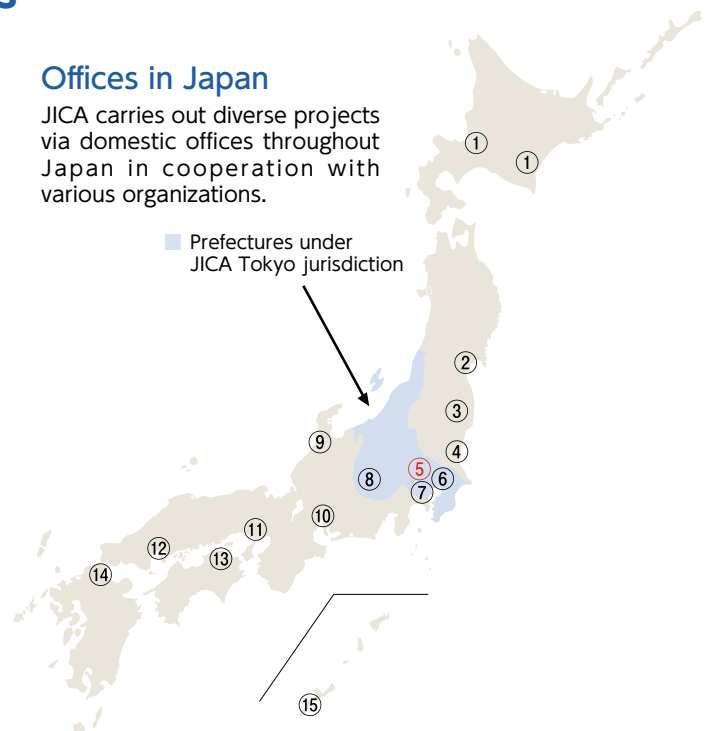 Offices in Japan
JICA carries out diverse projects
via domestic offices throughout
Japan in cooperation with
various organizations.
Prefectures under
JICA Tokyo jurisdiction
①
①
②
③
④
⑤
⑥
⑦
⑧
⑨
⑩
⑪
⑫
⑬
⑭
⑮